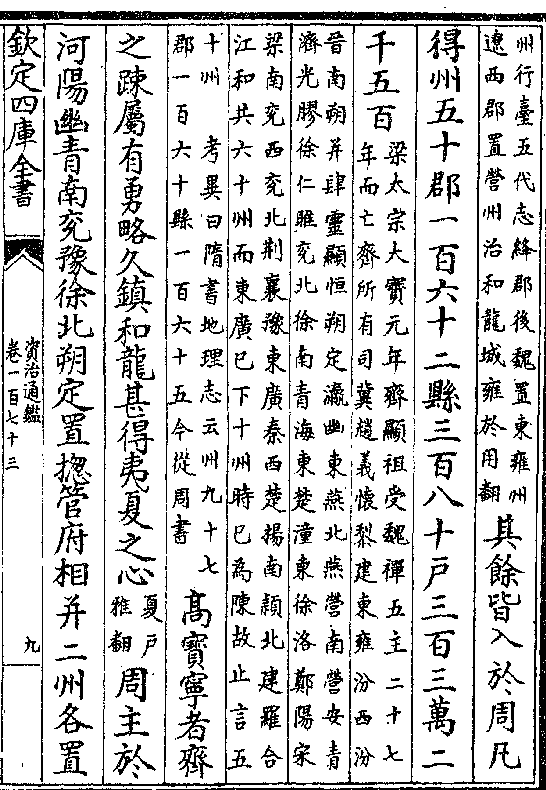 州行臺五代志絳郡後魏置東雍州
遼西郡置營州治和龍城雍於用翻
其餘皆入於周凡
得州五十郡一百六十二縣三百八十戶三百三萬二
千五百
梁太宗大寶元年齊顯祖受魏禪五主二十七
年而亡齊所有司冀趙義懷黎建東雍汾西汾
晉南朔并肆靈顯恒朔定瀛幽東燕北燕營南營安青
濟光膠徐仁睢兖北徐南青海東楚潼東徐洛鄭陽宋
梁南兖西兖北荆襄豫東廣秦西楚揚南潁北建羅合
江和共六十州而東廣已下十州時已為陳故止言五
十州 考異曰隋書地理志云州九十七
郡一百六十縣一百六十五今從周書
高寶寧者齊
之疎屬有勇略久鎮和龍甚得夷夏之心
夏戶
雅翻
周主於
河陽幽青南兖豫徐北朔定置揔管府相并二州各置
欽定四庫全書
資治通鑑
卷一百七十三
九